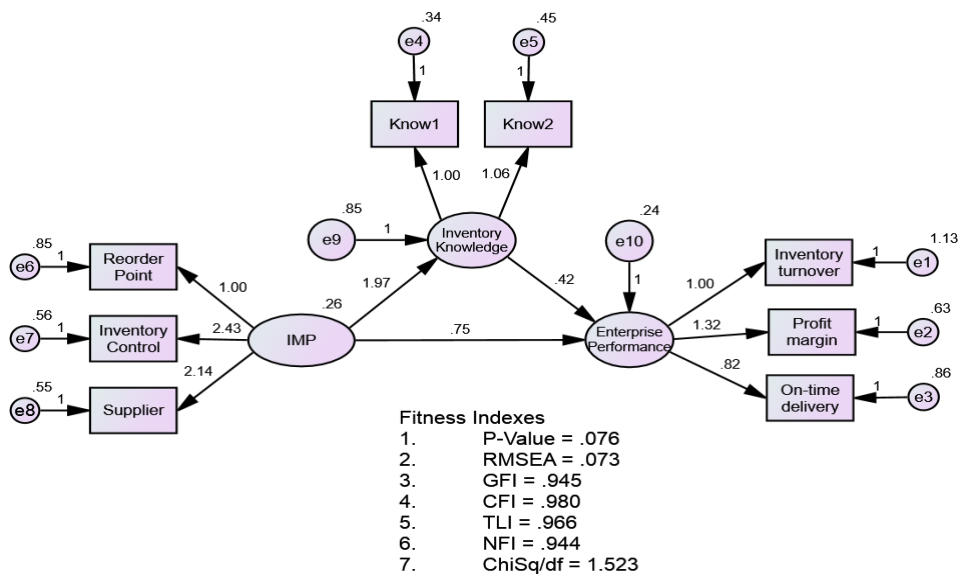 .34
.45
e4
e5
1
1
Know1
Know2
1.00
1.06
.85
e9
1
Inventory
Knowledge
.24
e10
1
.85
e6
1
Reorder
Point
1.00
1.97
.26
.42
1.00
Inventory
turnover
1
1.13
e1
.56
e7
1
Inventory
Control
2.43
IMP
.75
Enterprise
Performance
1.32
Profit
margin
1
.63
e2
.55
e8
1
Supplier
2.14
.82
On-time
delivery
1
.86
e3
Fitness Indexes
1. P-Value = .076
2. RMSEA = .073
3. GFI = .945
4. CFI = .980
5. TLI = .966
6. NFI = .944
7. ChiSq/df = 1.523